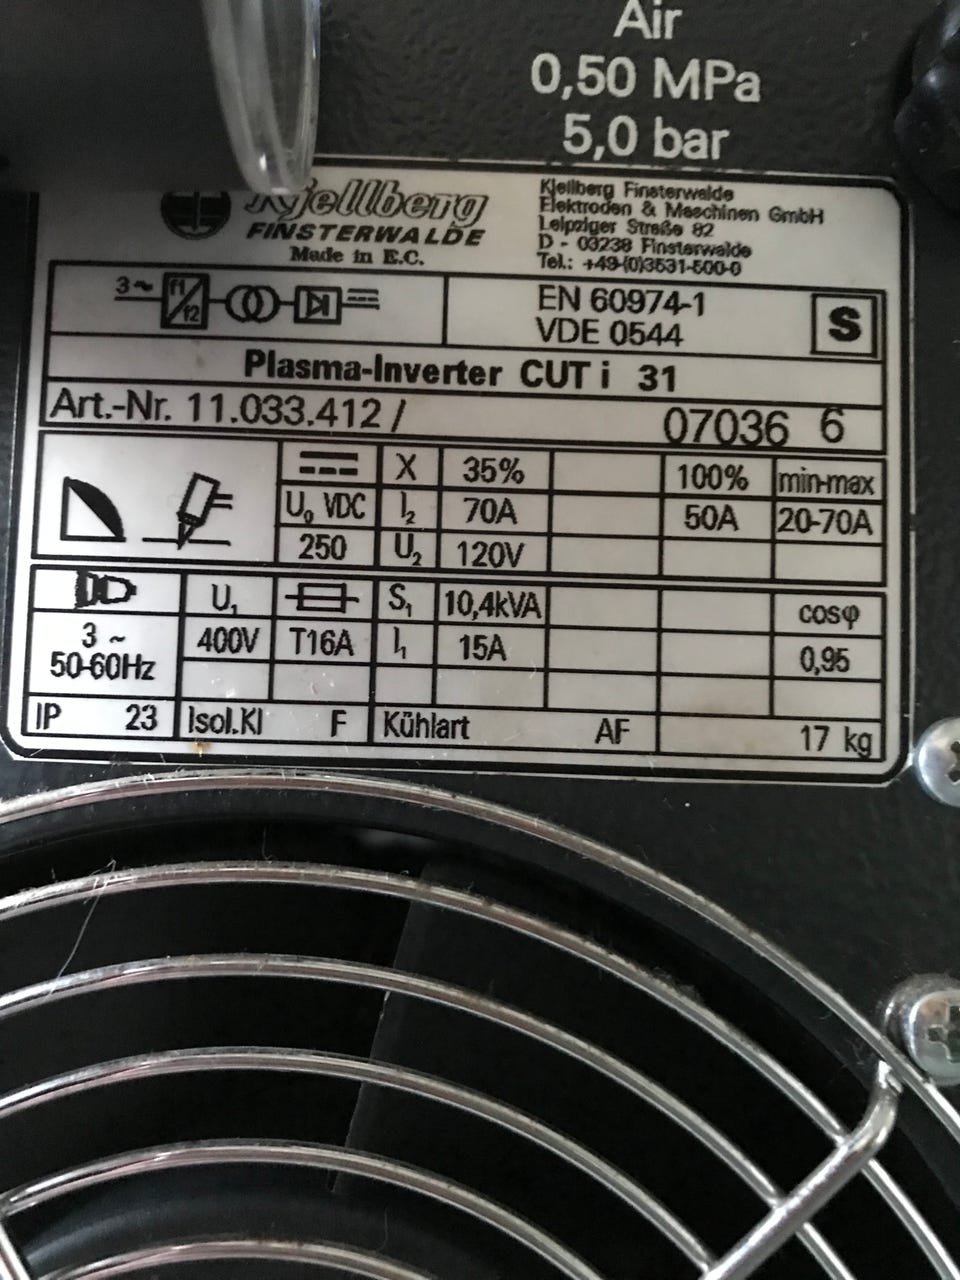 Air
0,50 MPa
5,0 bar
Kjellberg
FINSTERWALDE
Made in E.C.
Kjellberg Finsterwalde
Elektroden & Maschinen GmbH
Leipziger Straße 82
D - 03238 Finsterwalde
Tel.: +49-(0)3531-500-0
3~ f1 f2
EN 60974-1
VDE 0544
S
Plasma-Inverter CUT i 31
Art.-Nr. 11.033.412/ 07036 6
X 35% 100% min-max
U₀ VDC I₂ 70A 50A 20-70A
250 U₂ 120V
U₁ S₁ 10,4kVA cosφ
3 ~ 400V T16A I₁ 15A 0,95
50-60Hz
IP 23 Isol.Kl F Kühlart AF 17 kg